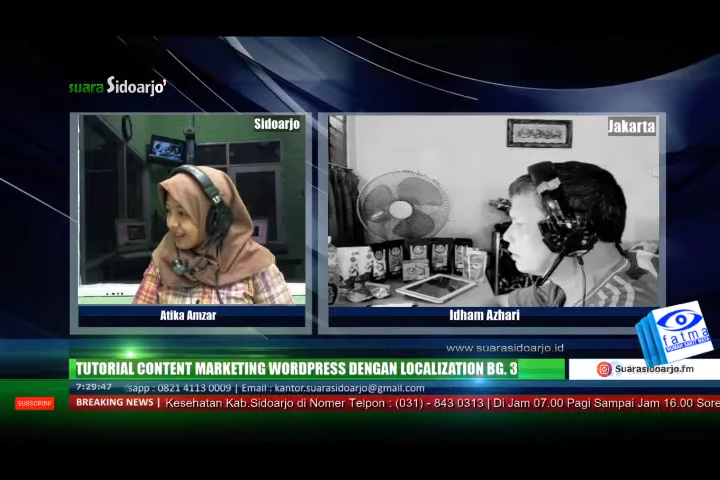 suara Sidoarjo
Sidoarjo
Jakarta
Atika Amzar
Idham Azhari
www.suarasidoarjo.id
fatma
TUTORIAL CONTENT MARKETING WORDPRESS DENGAN LOCALIZATION BG. 3
Suarasidoarjo.fm
7:29:47
sapp : 0821 4113 0009 | Email : kantor.suarasidoarjo@gmail.com
SUBSCRIBE
BREAKING NEWS | Kesehatan Kab.Sidoarjo di Nomer Telpon : (031) - 843 0313 | Di Jam 07.00 Pagi Sampai Jam 16.00 Sore